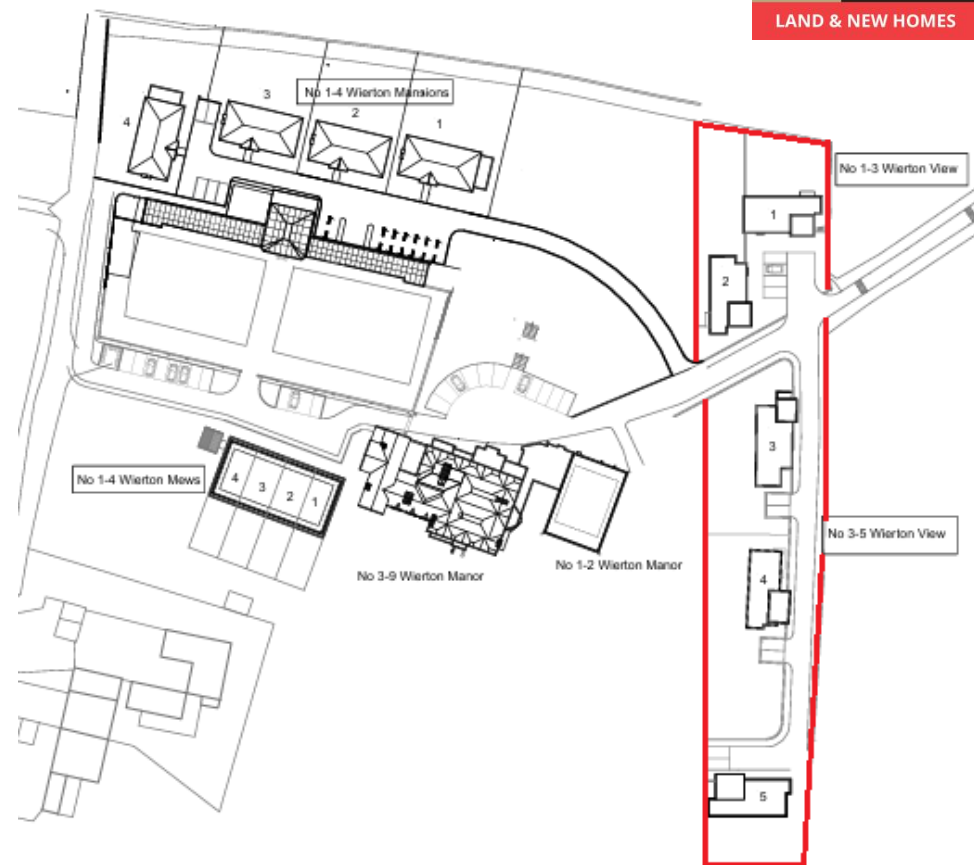 LAND & NEW HOMES
No 1-4 Wierton Mansions
4
3
2
1
No 1-3 Wierton View
1
2
3
No 1-4 Wierton Mews
4
3
2
1
No 3-9 Wierton Manor
No 1-2 Wierton Manor
No 3-5 Wierton View
4
5